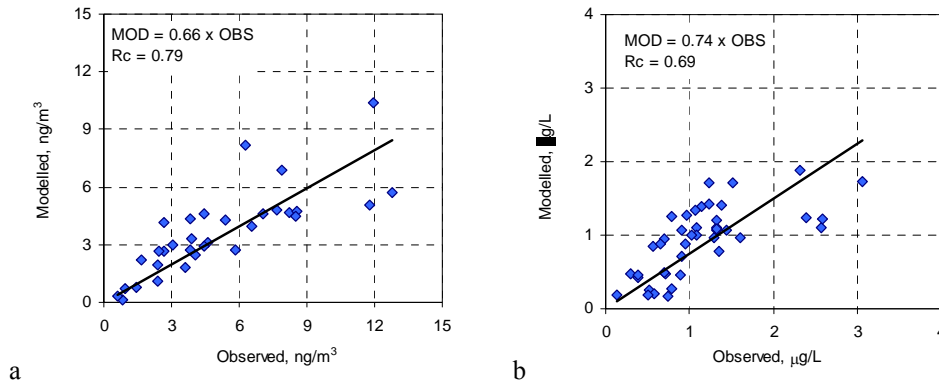 MOD = 0.66 x OBS
Rc = 0.79
15
12
9
6
3
0
0 3 6 9 12 15
Modelled, ng/m³
Observed, ng/m³
a
MOD = 0.74 x OBS
Rc = 0.69
4
3
2
1
0
0 1 2 3 4
Modelled, g/L
Observed, μg/L
b